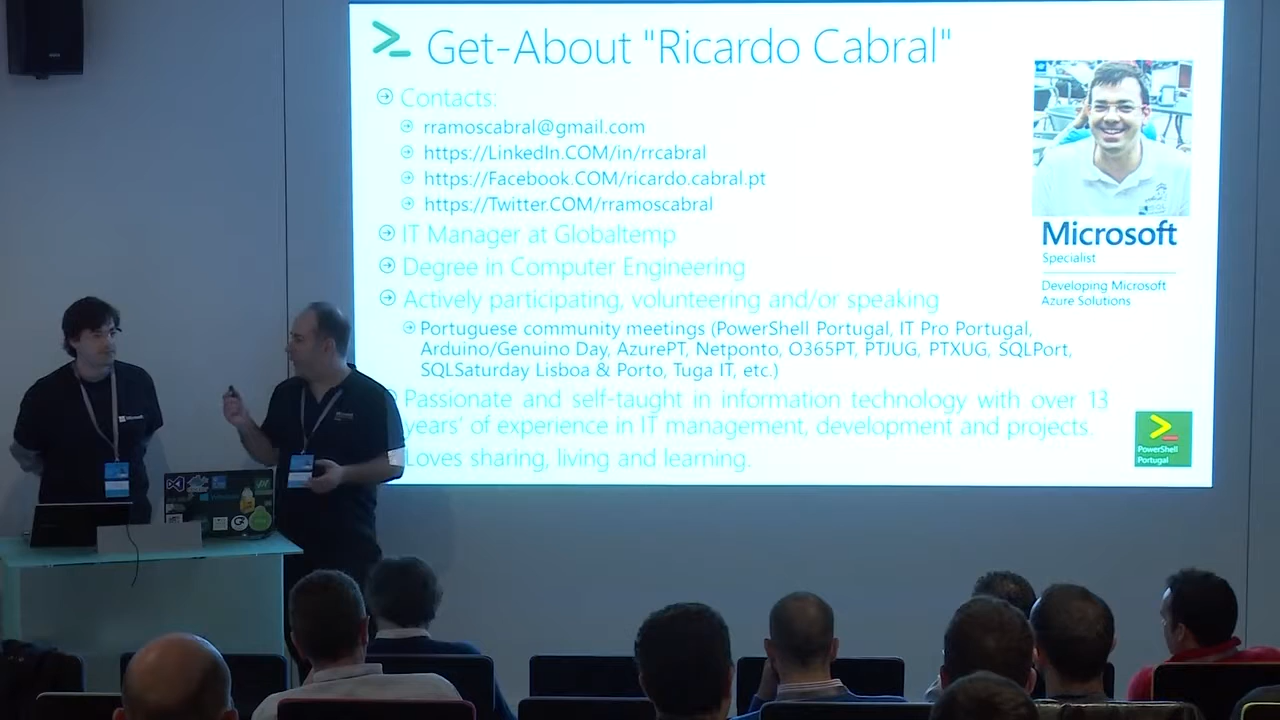 Get-About "Ricardo Cabral"
Contacts:
rramoscabral@gmail.com
https://LinkedIn.COM/in/rrcabral
https://Facebook.COM/ricardo.cabral.pt
https://Twitter.COM/rramoscabral
IT Manager at Globaltemp
Degree in Computer Engineering
Actively participating, volunteering and/or speaking
Portuguese community meetings (PowerShell Portugal, IT Pro Portugal,
Arduino/Genuino Day, AzurePT, Netponto, O365PT, PTJUG, PTXUG, SQLPort,
SQLSaturday Lisboa & Porto, Tuga IT, etc.)
Passionate and self-taught in information technology with over 13
years' of experience in IT management, development and projects.
Loves sharing, living and learning.
Microsoft
Specialist
Developing Microsoft
Azure Solutions
PowerShell
Portugal
Microsoft